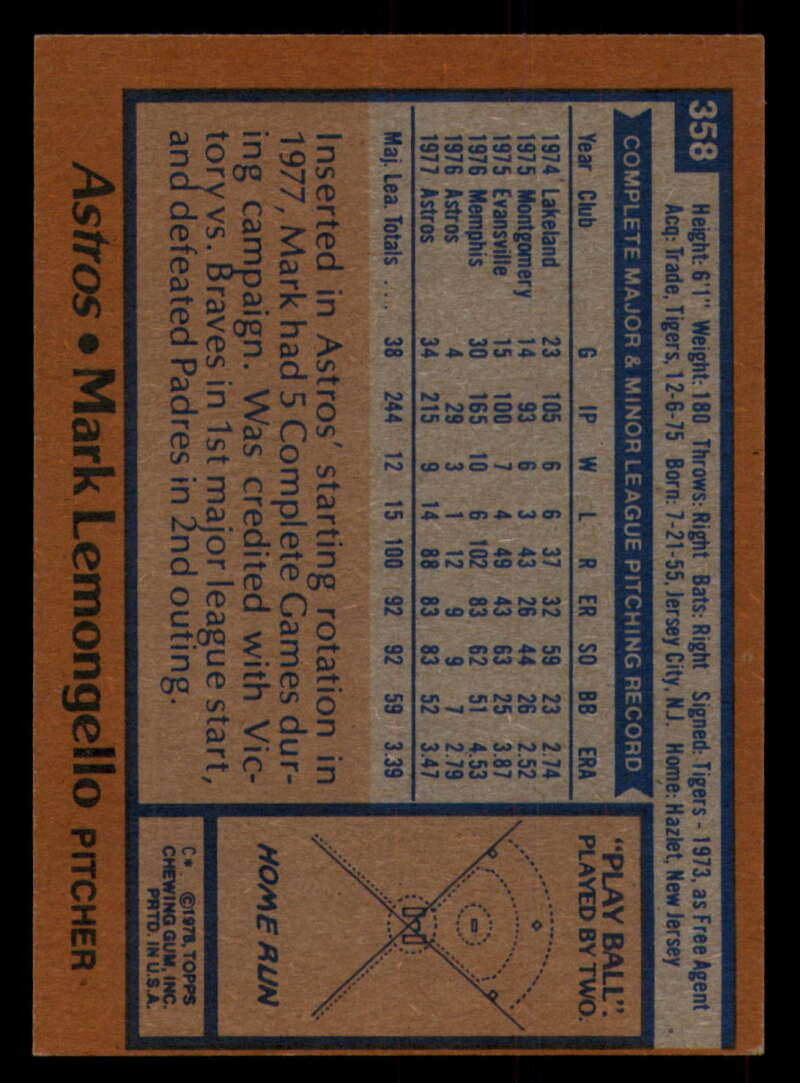 358
Height: 6'1" Weight: 180 Throws: Right Bats: Right Signed: Tigers - 1973, as Free Agent
Acq: Trade, Tigers, 12-6-75 Born: 7-21-55, Jersey City, N.J. Home: Hazlet, New Jersey
COMPLETE MAJOR & MINOR LEAGUE PITCHING RECORD
Year Club G IP W L R ER SO BB ERA
1974 Lakeland 23 105 6 6 37 32 59 23 2.74
1975 Montgomery 14 93 6 3 43 26 44 26 2.52
1975 Evansville 15 100 7 4 49 43 63 25 3.87
1976 Memphis 30 165 10 6 102 83 62 51 4.53
1976 Astros 4 29 3 1 12 9 9 7 2.79
1977 Astros 34 215 9 14 88 83 83 52 3.47
Maj. Lea. Totals .... 38 244 12 15 100 92 92 59 3.39
Inserted in Astros' starting rotation in
1977, Mark had 5 Complete Games dur-
ing campaign. Was credited with Vic-
tory vs. Braves in 1st major league start,
and defeated Padres in 2nd outing.
"PLAY BALL".
PLAYED BY TWO.
HOME RUN
C* ©1978, TOPPS
CHEWING GUM, INC.
PRTD. IN U.S.A.
Astros • Mark Lemongello PITCHER